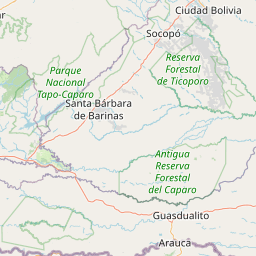 Ciudad Bolivia
Socopó
Reserva
Forestal
de Ticoporo
Parque
Nacional
Tapo-Caparo
Santa Bárbara
de Barinas
Antigua
Reserva
Forestal
del Caparo
Guasdualito
Arauca